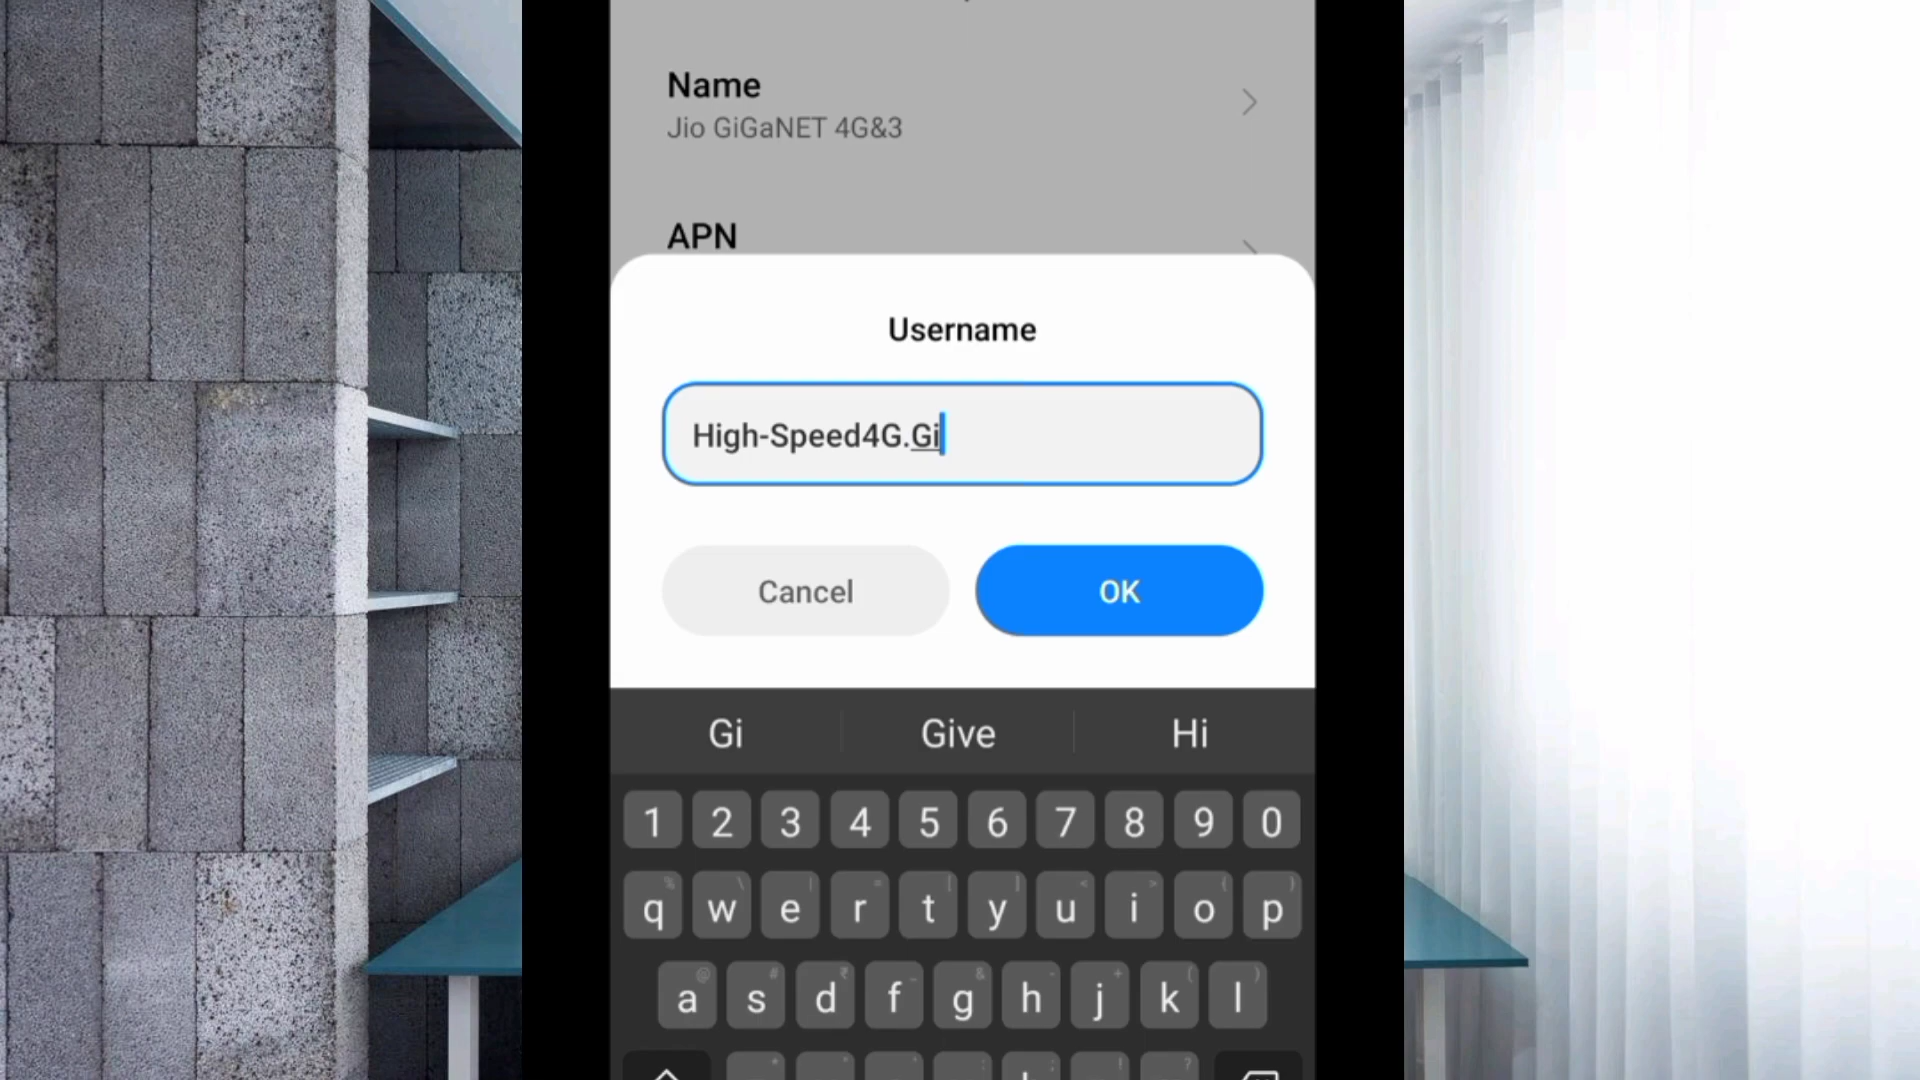 Name
Jio GiGaNET 4G&3
APN
Username
High-Speed4G.Gi
Cancel OK
Gi Give Hi
1 2 3 4 5 6 7 8 9 0
q w e r t y u i o p
a s d f g h j k l